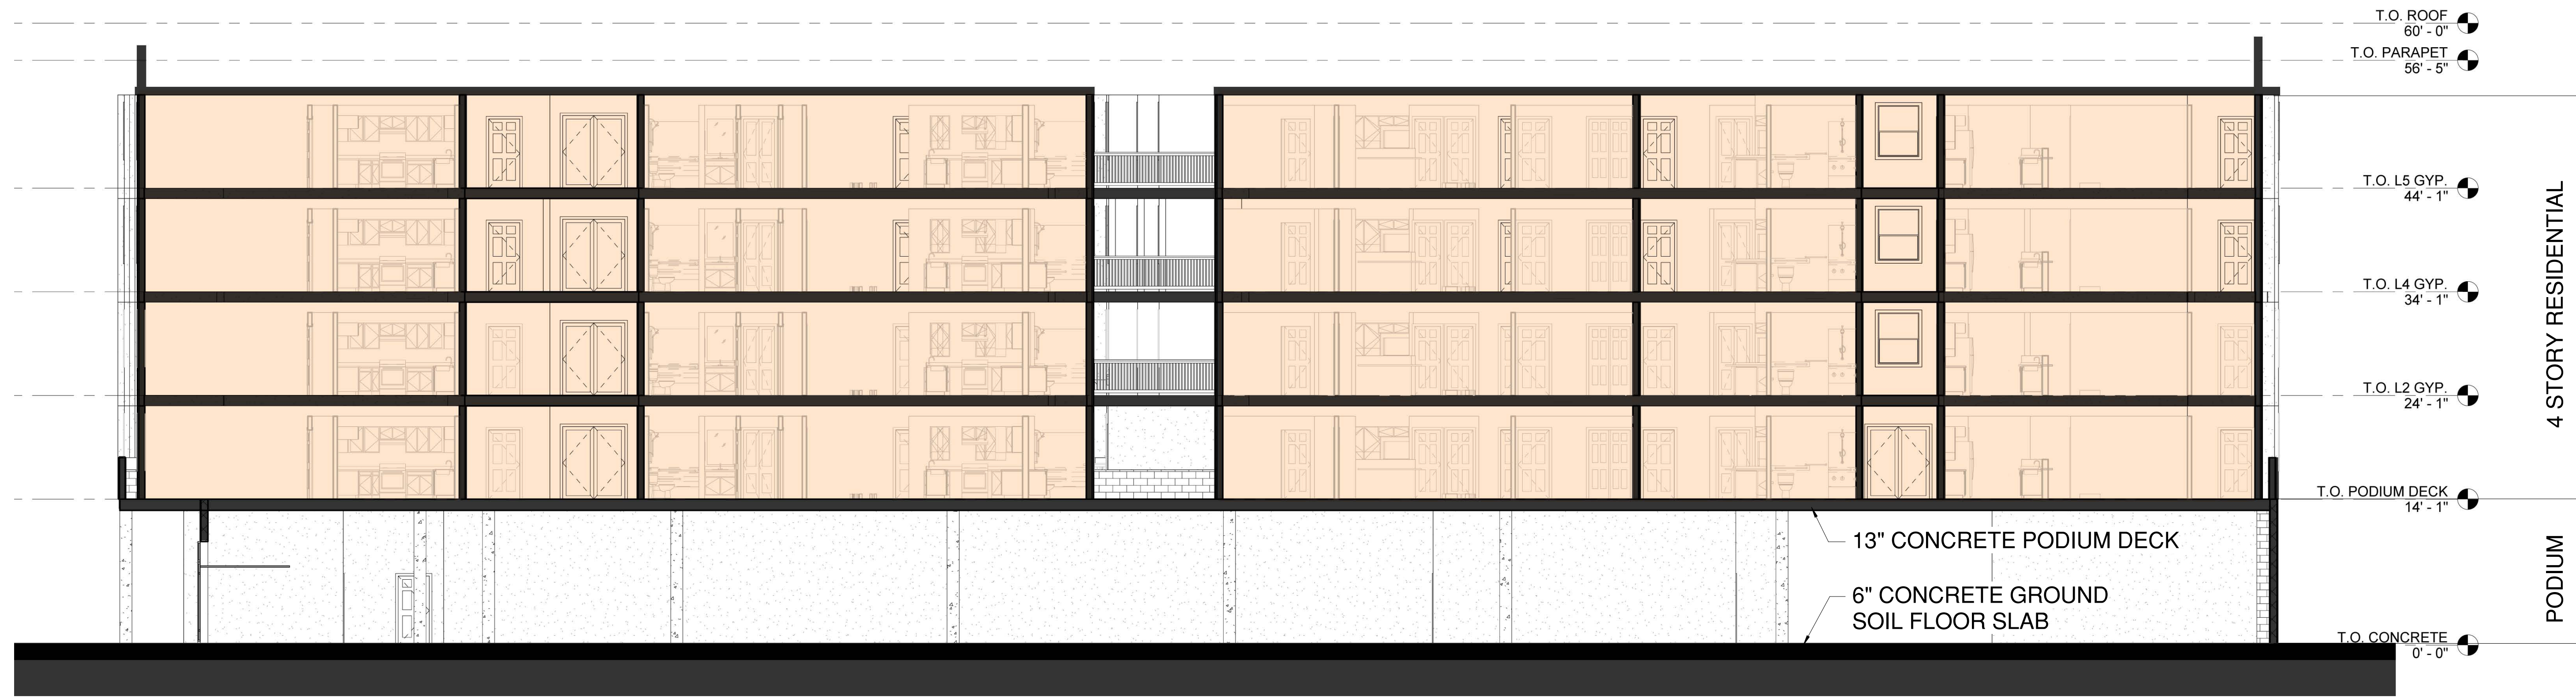 T.O. ROOF
60' - 0"
T.O. PARAPET
56' - 5"
T.O. L5 GYP.
44' - 1"
T.O. L4 GYP.
34' - 1"
T.O. L2 GYP.
24' - 1"
T.O. PODIUM DECK
14' - 1"
T.O. CONCRETE
0' - 0"
4 STORY RESIDENTIAL
PODIUM
13" CONCRETE PODIUM DECK
6" CONCRETE GROUND
SOIL FLOOR SLAB